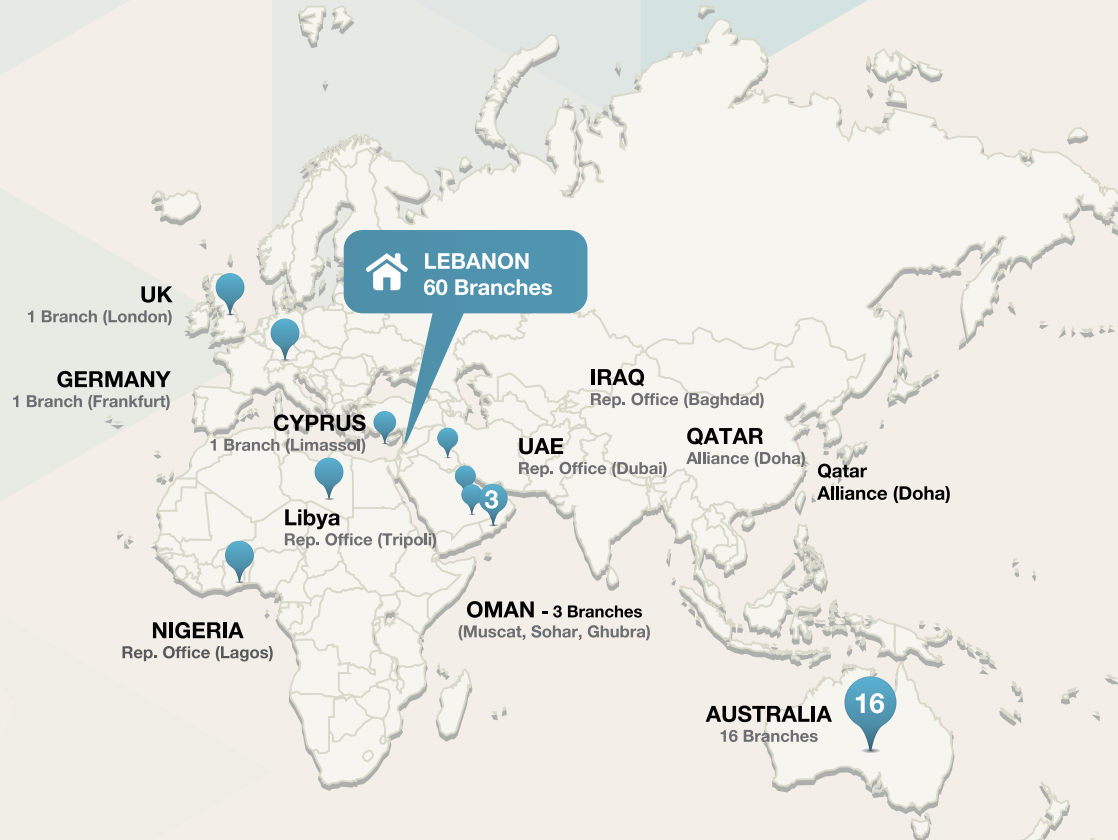 LEBANON
60 Branches
UK
1 Branch (London)
GERMANY
1 Branch (Frankfurt)
CYPRUS
1 Branch (Limassol)
IRAQ
Rep. Office (Baghdad)
UAE
Rep. Office (Dubai)
QATAR
Alliance (Doha)
Qatar
Alliance (Doha)
3
Libya
Rep. Office (Tripoli)
OMAN - 3 Branches
(Muscat, Sohar, Ghubra)
NIGERIA
Rep. Office (Lagos)
AUSTRALIA
16 Branches
16